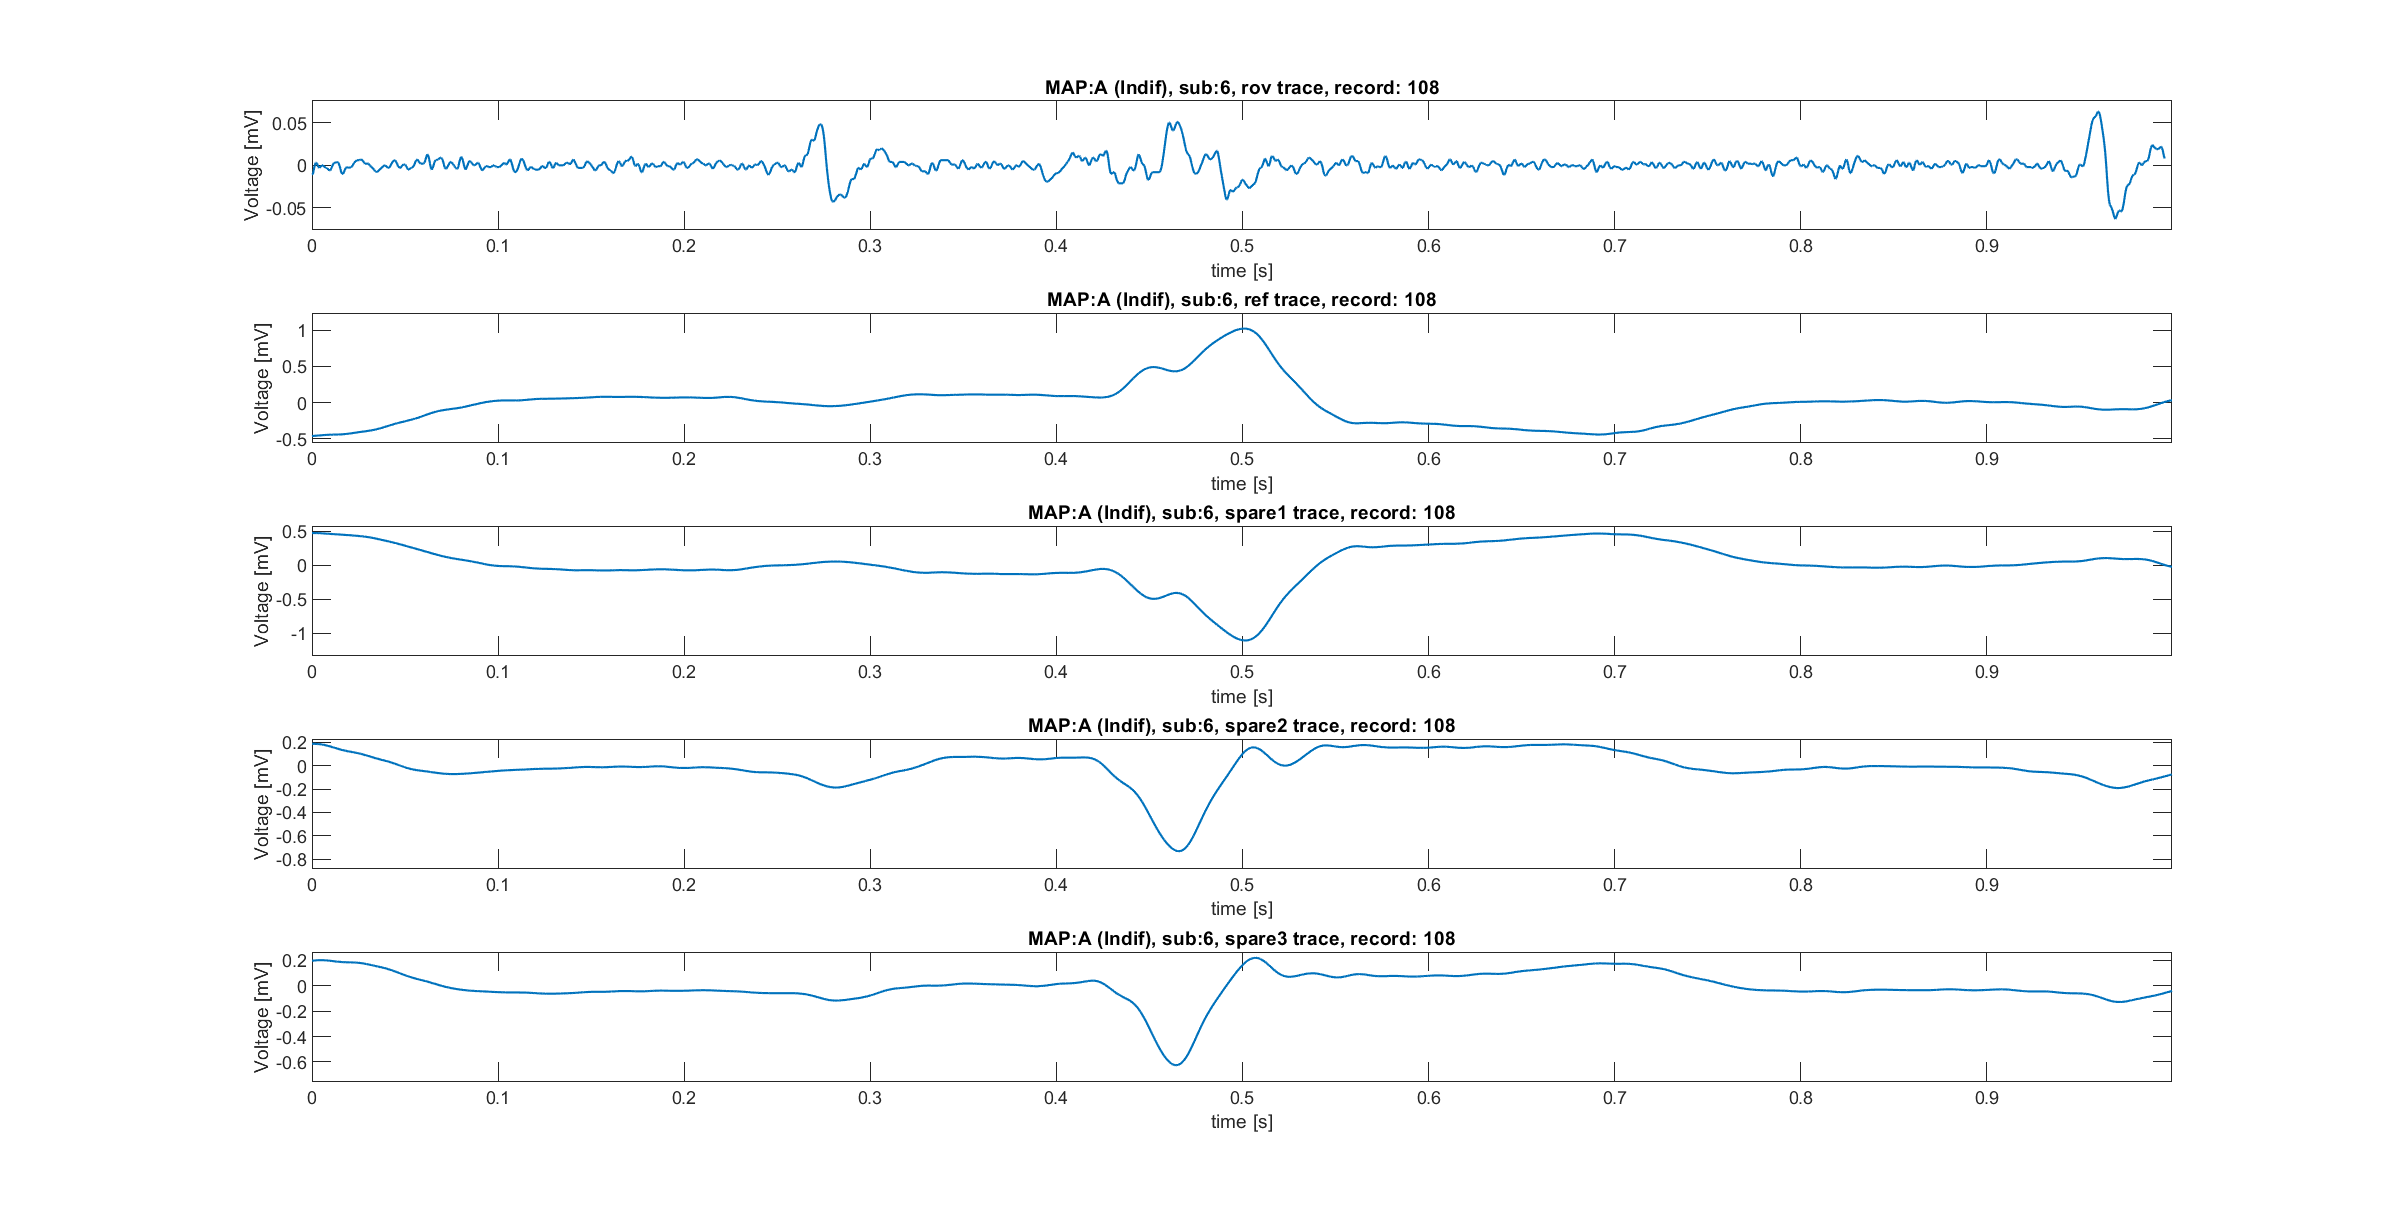 MAP:A (Indif), sub:6, rov trace, record: 108
Voltage [mV]
0.05
0
-0.05
0 0.1 0.2 0.3 0.4 0.5 0.6 0.7 0.8 0.9
time [s]
MAP:A (Indif), sub:6, ref trace, record: 108
Voltage [mV]
1
0.5
0
-0.5
0 0.1 0.2 0.3 0.4 0.5 0.6 0.7 0.8 0.9
time [s]
MAP:A (Indif), sub:6, spare1 trace, record: 108
Voltage [mV]
0.5
0
-0.5
-1
0 0.1 0.2 0.3 0.4 0.5 0.6 0.7 0.8 0.9
time [s]
MAP:A (Indif), sub:6, spare2 trace, record: 108
Voltage [mV]
0.2
0
-0.2
-0.4
-0.6
-0.8
0 0.1 0.2 0.3 0.4 0.5 0.6 0.7 0.8 0.9
time [s]
MAP:A (Indif), sub:6, spare3 trace, record: 108
Voltage [mV]
0.2
0
-0.2
-0.4
-0.6
0 0.1 0.2 0.3 0.4 0.5 0.6 0.7 0.8 0.9
time [s]